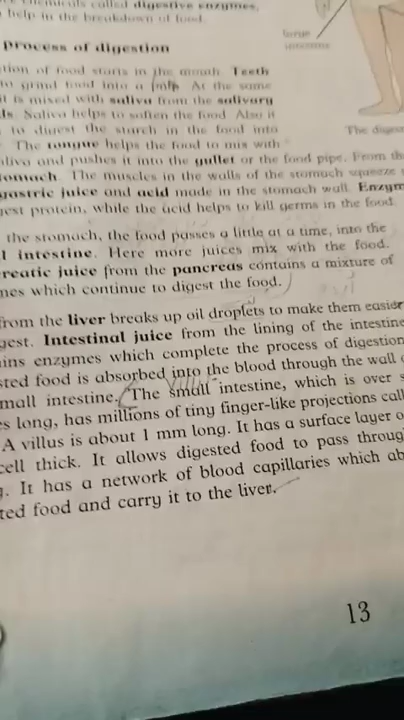 chemicals called digestive enzymes,
help in the breakdown of food.
large
intestine
Process of digestion
tion of food starts in the mouth. Teeth
to grind food into a pulp. At the same
it is mixed with saliva from the salivary
ds. Saliva helps to soften the food. Also it
to digest the starch in the food into
The tongue helps the food to mix with
The diges
liva and pushes it into the gullet or the food pipe. From th
tomach. The muscles in the walls of the stomach squeeze
gastric juice and acid made in the stomach wall. Enzym
gest protein, while the acid helps to kill germs in the food.
the stomach, the food passes a little at a time, into the
l intestine. Here more juices mix with the food.
reatic juice from the pancreas contains a mixture of
mes which continue to digest the food.
from the liver breaks up oil droplets to make them easier
gest. Intestinal juice from the lining of the intestine
ins enzymes which complete the process of digestion
sted food is absorbed into the blood through the wall
mall intestine. The small intestine, which is over
s long, has millions of tiny finger-like projections call
A villus is about 1 mm long. It has a surface layer o
cell thick. It allows digested food to pass throug
. It has a network of blood capillaries which ab
ted food and carry it to the liver.
13